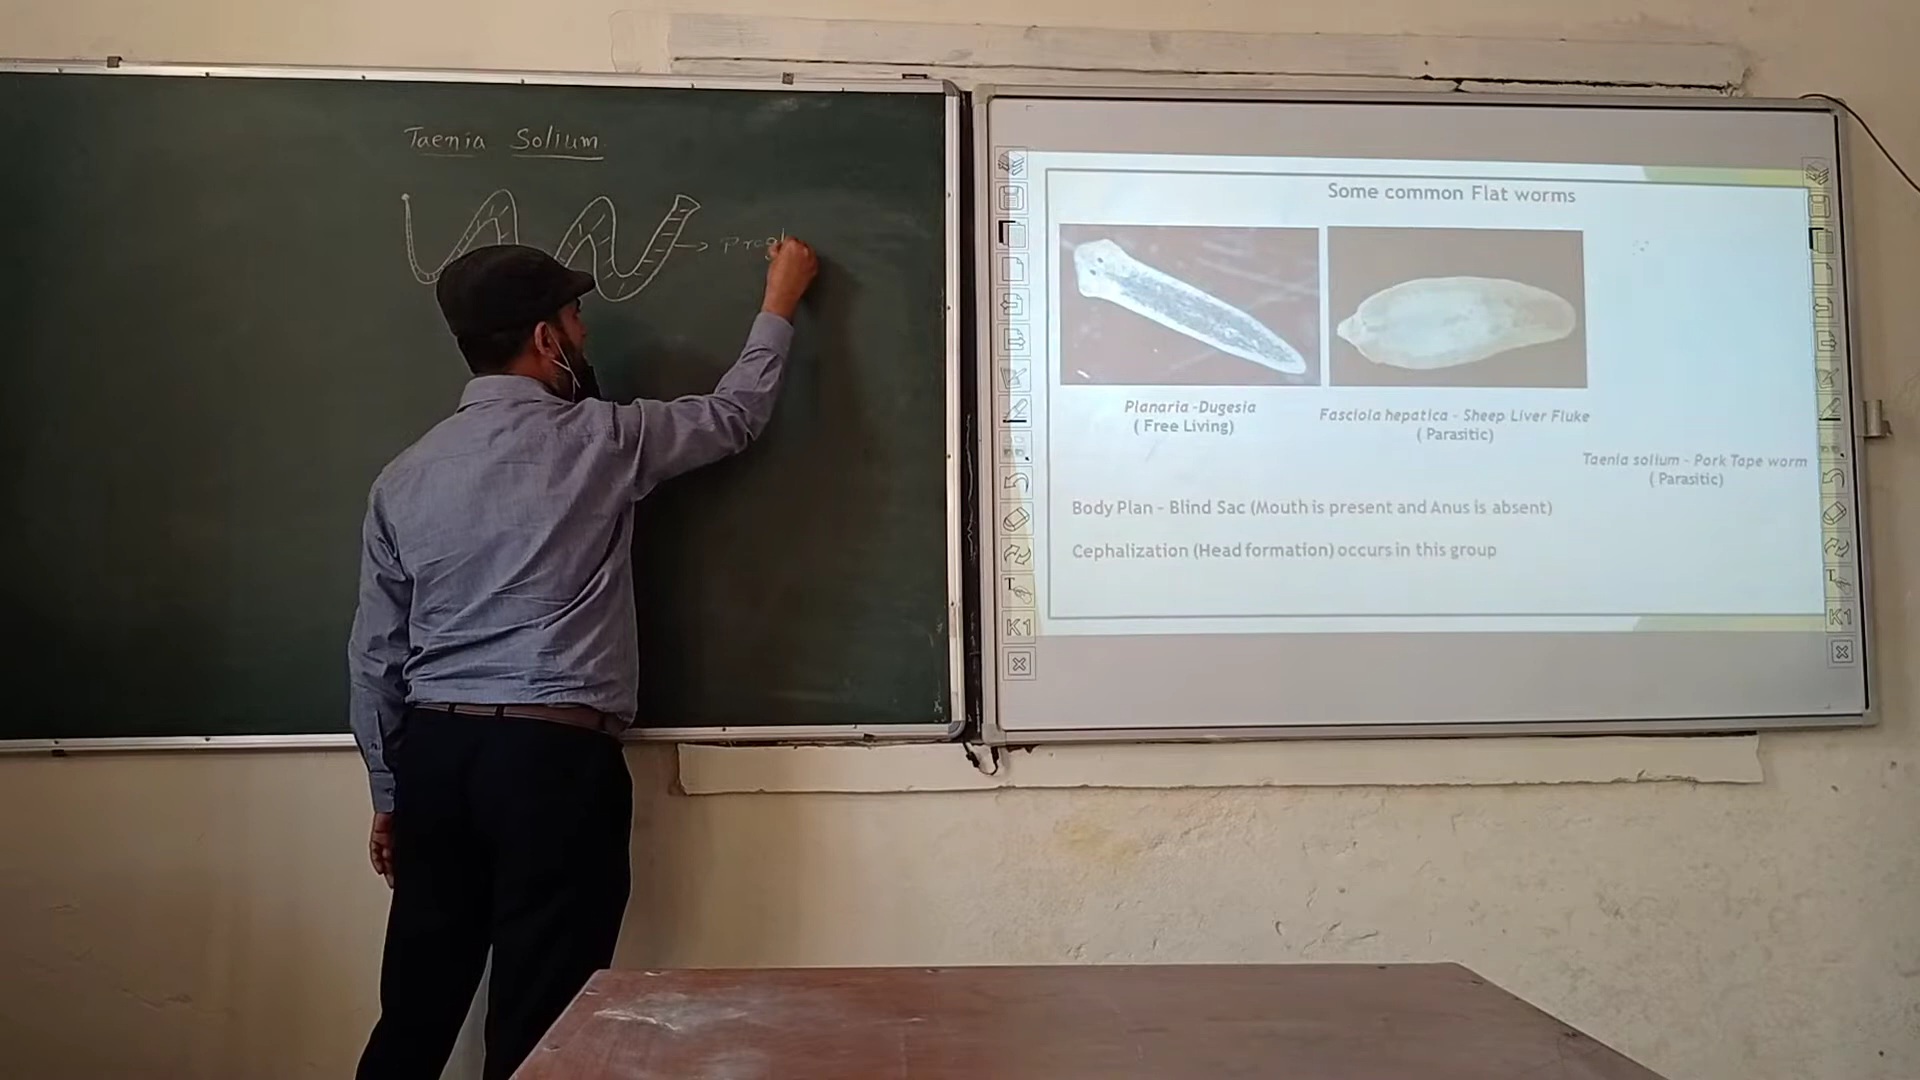 Taenia Solium
Some common Flat worms
Planaria -Dugesia
( Free Living)
Fasciola hepatica - Sheep Liver Fluke
( Parasitic)
Taenia solium - Pork Tape worm
( Parasitic)
Body Plan - Blind Sac (Mouth is present and Anus is absent)
Cephalization (Head formation) occurs in this group
T
K1
T
K1